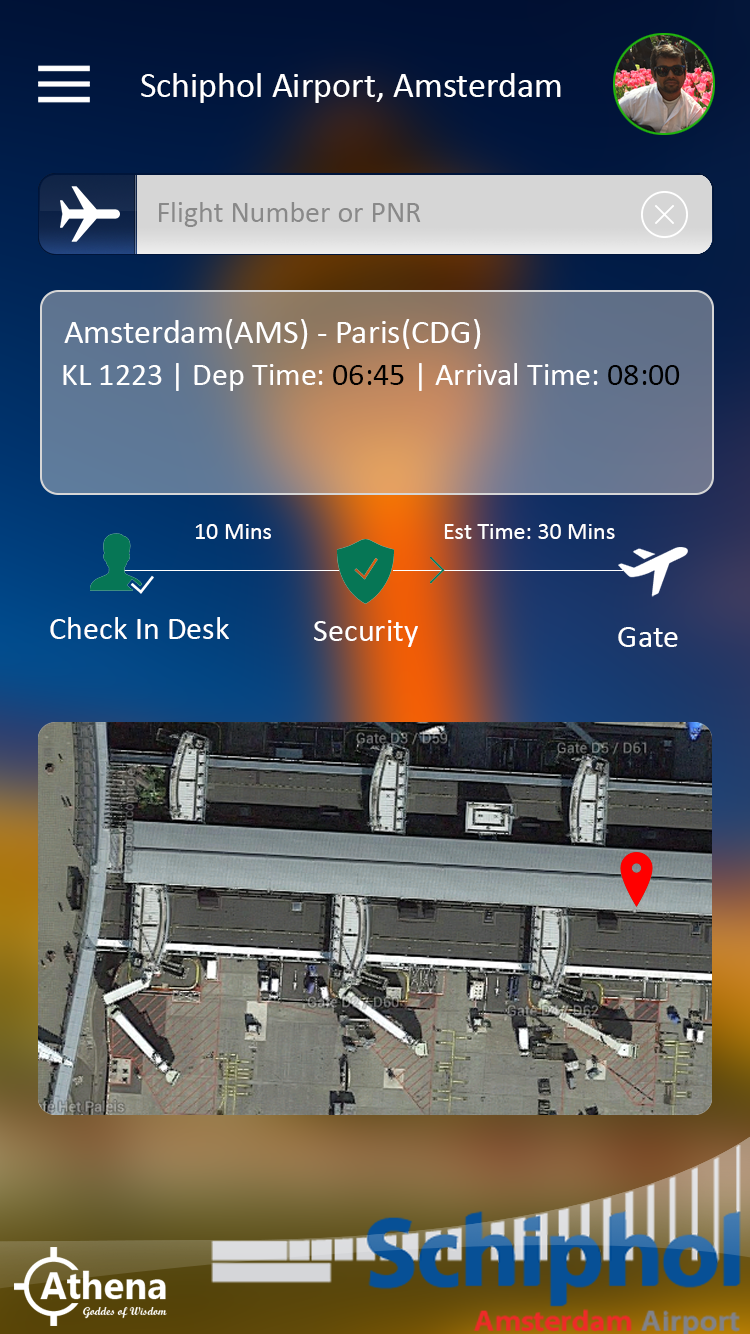 Schiphol Airport, Amsterdam
Flight Number or PNR
Amsterdam(AMS) - Paris(CDG)
KL 1223 | Dep Time: 06:45 | Arrival Time: 08:00
10 Mins
Est Time: 30 Mins
Check In Desk
Security
Gate
Gate D3 / D59
Gate D5 / D61
Gate / D60
Gate / D62
Het Paleis
Schiphol
Amsterdam Airport
Athena
Goddes of Wisdom